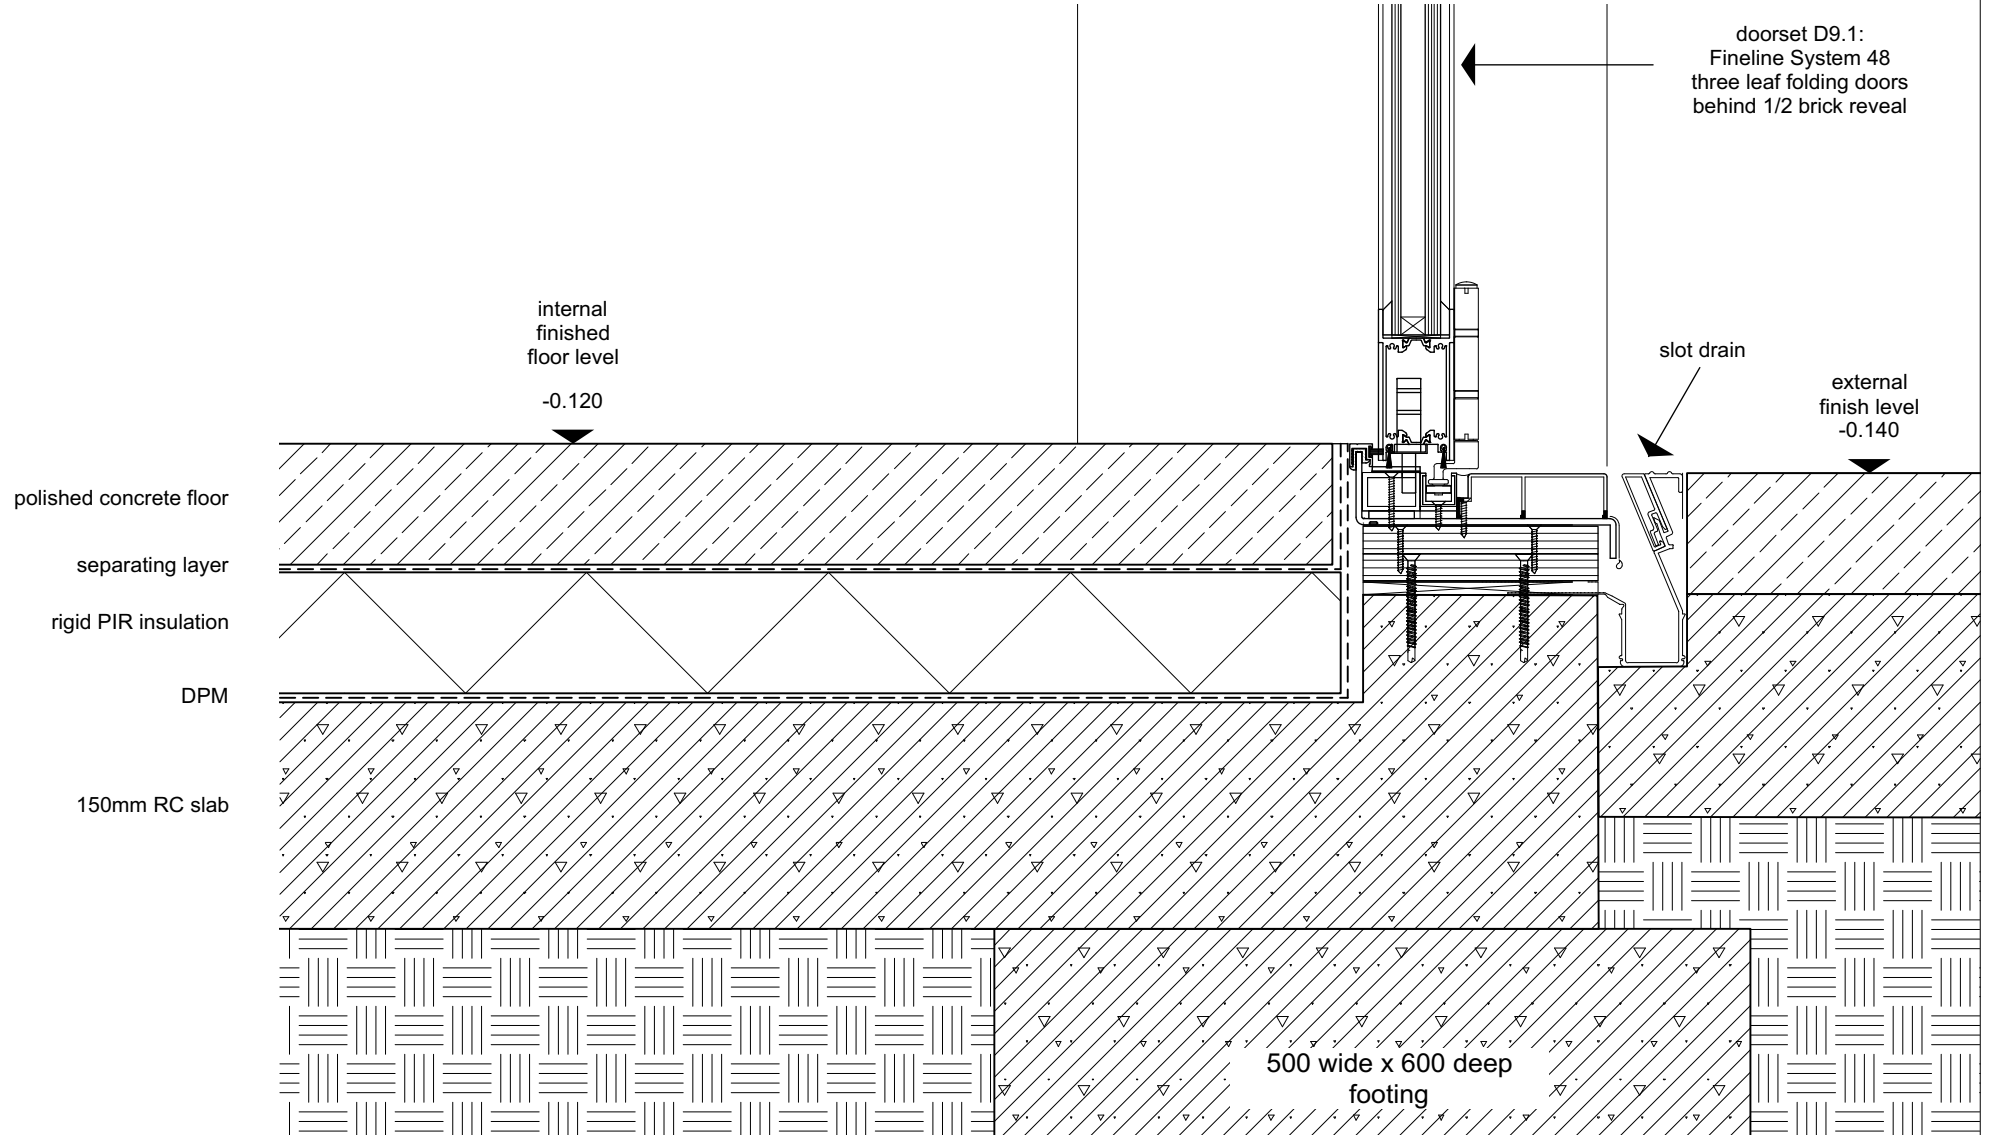 doorset D9.1:
Fineline System 48
three leaf folding doors
behind 1/2 brick reveal
internal
finished
floor level
-0.120
slot drain
external
finish level
-0.140
polished concrete floor
separating layer
rigid PIR insulation
DPM
150mm RC slab
500 wide x 600 deep
footing